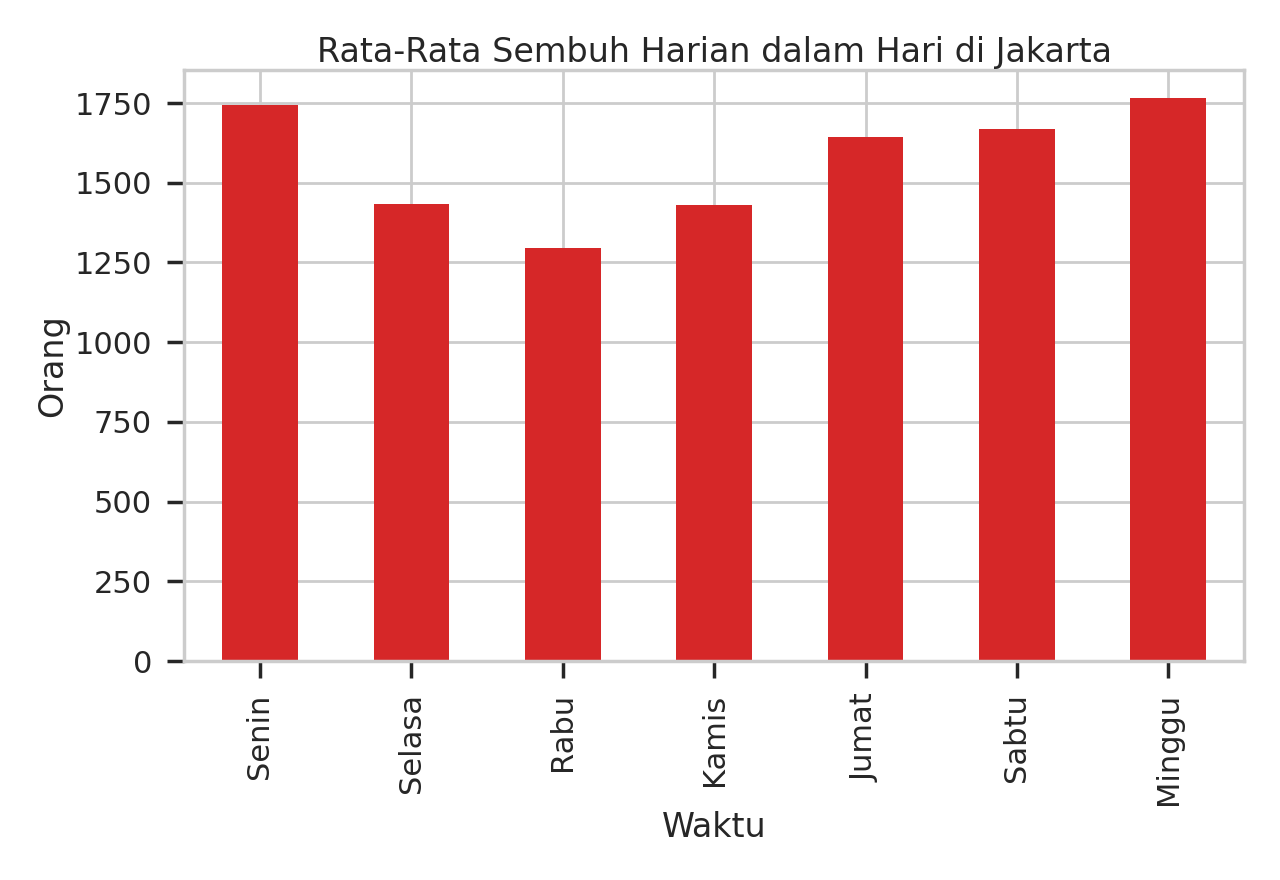 Rata-Rata Sembuh Harian dalam Hari di Jakarta
Orang
1750
1500
1250
1000
750
500
250
0
Senin
Selasa
Rabu
Kamis
Jumat
Sabtu
Minggu
Waktu